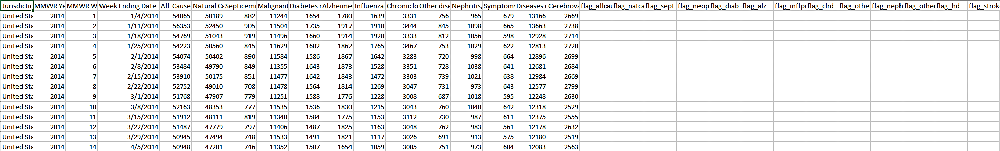 Jurisdictic MMWR Ye MMWR W Week Ending Date All Cause Natural Ca Septicemi Malignant Diabetes r Alzheimer Influenza Chronic lo Other dise Nephritis, Symptoms Diseases o Cerebrova flag_allcau flag_natca flag_sept flag_neop flag_diab flag_alz flag_inflpn flag_clrd flag_other flag_neph flag_other flag_hd flag_strok
United Sta 2014 1 1/4/2014 54065 50189 882 11244 1654 1780 1639 3331 756 965 679 13166 2669
United Sta 2014 2 1/11/2014 56353 52450 905 11504 1735 1917 1910 3444 845 1098 665 13663 2738
United Sta 2014 3 1/18/2014 54769 51043 919 11496 1660 1914 1920 3333 812 1056 598 12928 2714
United Sta 2014 4 1/25/2014 54223 50560 845 11629 1602 1862 1765 3467 753 1029 622 12813 2720
United Sta 2014 5 2/1/2014 54074 50402 890 11584 1586 1867 1642 3283 720 998 664 12896 2699
United Sta 2014 6 2/8/2014 53484 49790 849 11355 1643 1873 1528 3351 728 1038 641 12681 2684
United Sta 2014 7 2/15/2014 53910 50175 851 11477 1642 1843 1472 3303 739 1021 638 12984 2669
United Sta 2014 8 2/22/2014 52752 49010 708 11478 1564 1814 1269 3047 731 973 643 12577 2799
United Sta 2014 9 3/1/2014 51768 47907 779 11251 1588 1776 1228 3008 687 1018 595 12248 2630
United Sta 2014 10 3/8/2014 52163 48353 777 11535 1536 1830 1215 3043 760 1040 642 12318 2529
United Sta 2014 11 3/15/2014 51912 48111 819 11340 1584 1775 1153 3112 730 987 611 12375 2555
United Sta 2014 12 3/22/2014 51487 47779 797 11406 1487 1825 1163 3048 762 983 561 12178 2632
United Sta 2014 13 3/29/2014 50945 47494 748 11533 1491 1821 1117 3026 691 913 575 12180 2519
United Sta 2014 14 4/5/2014 50948 47201 746 11352 1507 1654 1059 3005 751 973 604 12083 2563